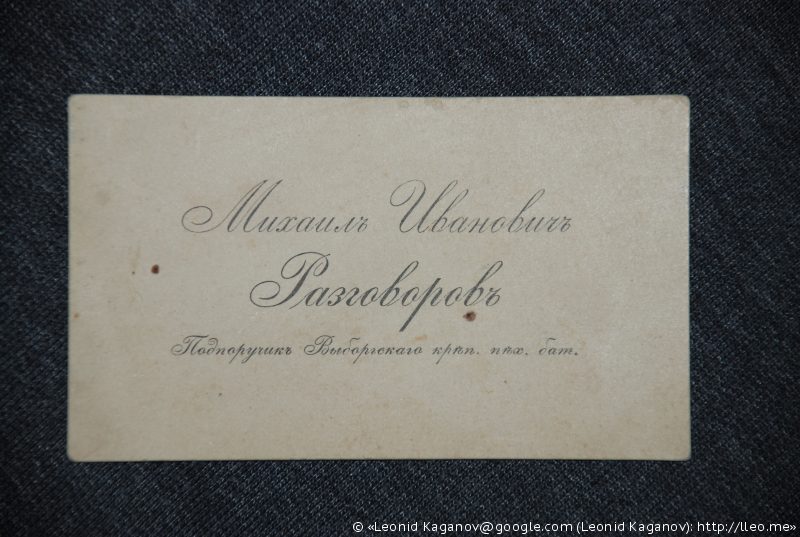 Михаилъ Ивановичъ
Разговоровъ
Подпоручикъ Выборгскаго крѣп. пѣх. бат.
© «Leonid Kaganov@google.com (Leonid Kaganov): http://lleo.me»